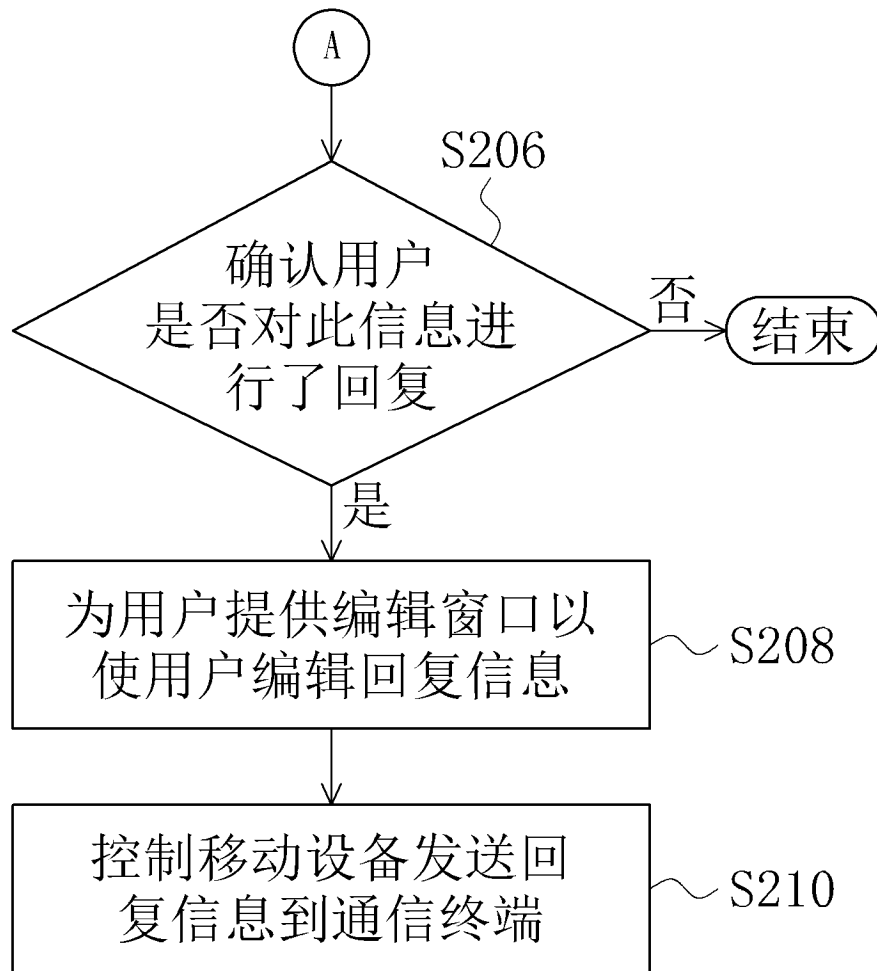 A
S206
确认用户
是否对此信息进
行了回复
否
结束
是
为用户提供编辑窗口以
使用户编辑回复信息
S208
控制移动设备发送回
复信息到通信终端
S210